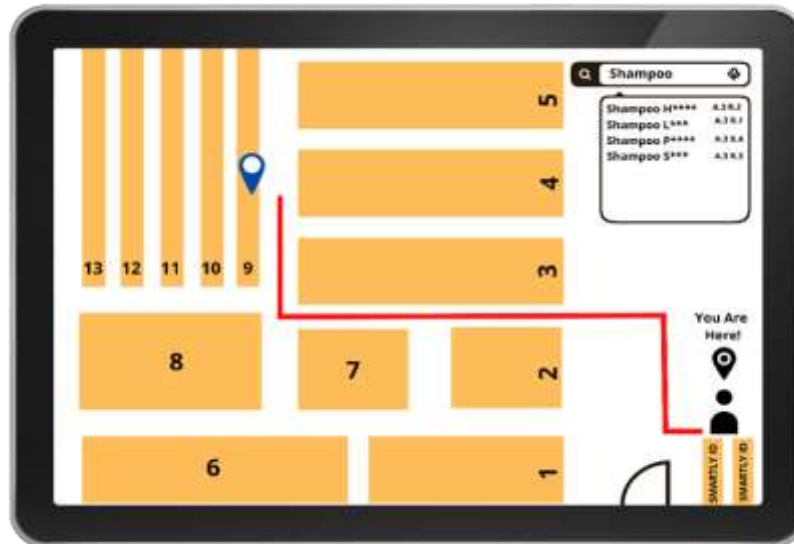 Shampoo
Shampoo H****
Shampoo L***
Shampoo P****
Shampoo S***
5
4
3
13 12 11 10 9
You Are
Here!
8
7
2
6
1
SMARTLY ID
SMARTLY ID